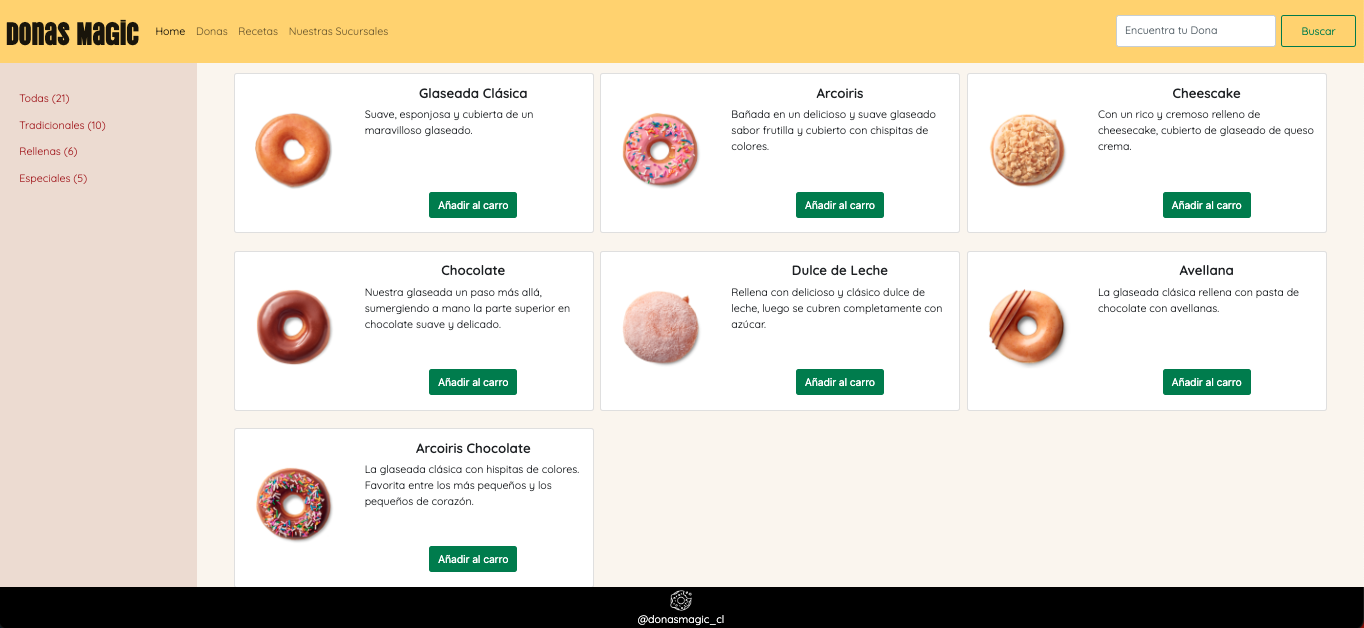 DONAS MAGIC
Home
Donas
Recetas
Nuestras Sucursales
Encuentra tu Dona
Buscar
Todas (21)
Tradicionales (10)
Rellenas (6)
Especiales (5)
Glaseada Clásica
Suave, esponjosa y cubierta de un
maravilloso glaseado.
Añadir al carro
Arcoiris
Bañada en un delicioso y suave glaseado
sabor frutilla y cubierto con chispitas de
colores.
Añadir al carro
Cheescake
Con un rico y cremoso relleno de
cheesecake, cubierto de glaseado de queso
crema.
Añadir al carro
Chocolate
Nuestra glaseada un paso más allá,
sumergiendo a mano la parte superior en
chocolate suave y delicado.
Añadir al carro
Dulce de Leche
Rellena con delicioso y clásico dulce de
leche, luego se cubren completamente con
azúcar.
Añadir al carro
Avellana
La glaseada clásica rellena con pasta de
chocolate con avellanas.
Añadir al carro
Arcoiris Chocolate
La glaseada clásica con hispitas de colores.
Favorita entre los más pequeños y los
pequeños de corazón.
Añadir al carro
@donasmagic_cl